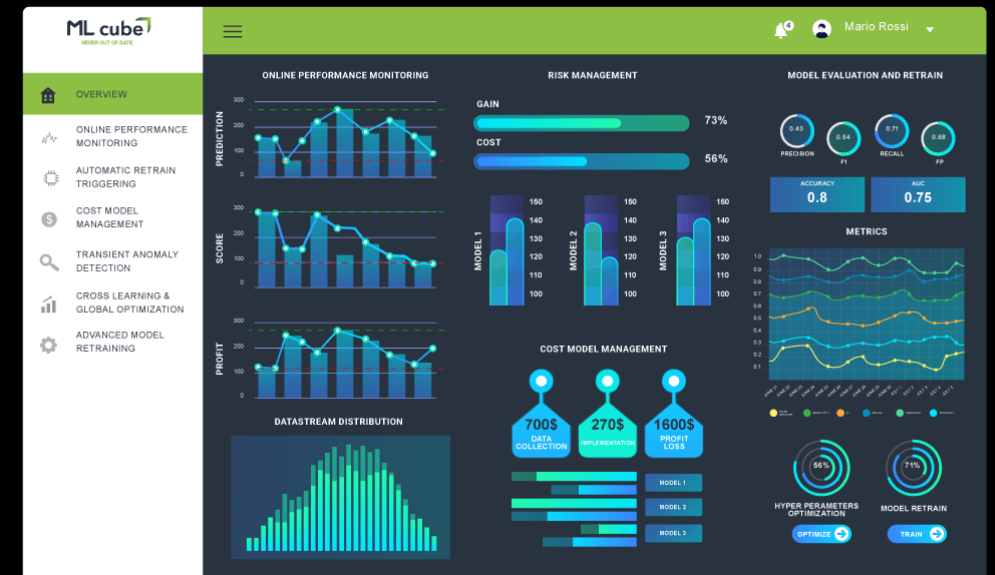 ML cube
NEVER OUT OF DATE
4
Mario Rossi
OVERVIEW
ONLINE PERFORMANCE
MONITORING
AUTOMATIC RETRAIN
TRIGGERING
$
COST MODEL
MANAGEMENT
TRANSIENT ANOMALY
DETECTION
CROSS LEARNING &
GLOBAL OPTIMIZATION
ADVANCED MODEL
RETRAINING
ONLINE PERFORMANCE MONITORING
PREDICTION
300
200
100
0
SCORE
300
200
100
0
PROFIT
300
200
100
0
DATASTREAM DISTRIBUTION
RISK MANAGEMENT
GAIN
73%
COST
56%
MODEL 1
150
140
130
120
110
100
MODEL 2
150
140
130
120
110
100
MODEL 3
150
140
130
120
110
100
COST MODEL MANAGEMENT
700$
DATA
COLLECTION
270$
IMPLEMENTATION
1600$
PROFIT
LOSS
MODEL 1
MODEL 2
MODEL 3
MODEL EVALUATION AND RETRAIN
0.43
PRECISION
0.54
F1
0.71
RECALL
0.68
FP
ACCURACY
0.8
AUC
0.75
METRICS
1.0
0.9
0.8
0.7
0.6
0.5
0.4
0.3
0.2
0.1
56%
HYPER PERAMETERS
OPTIMIZATION
OPTIMIZE
71%
MODEL RETRAIN
TRAIN